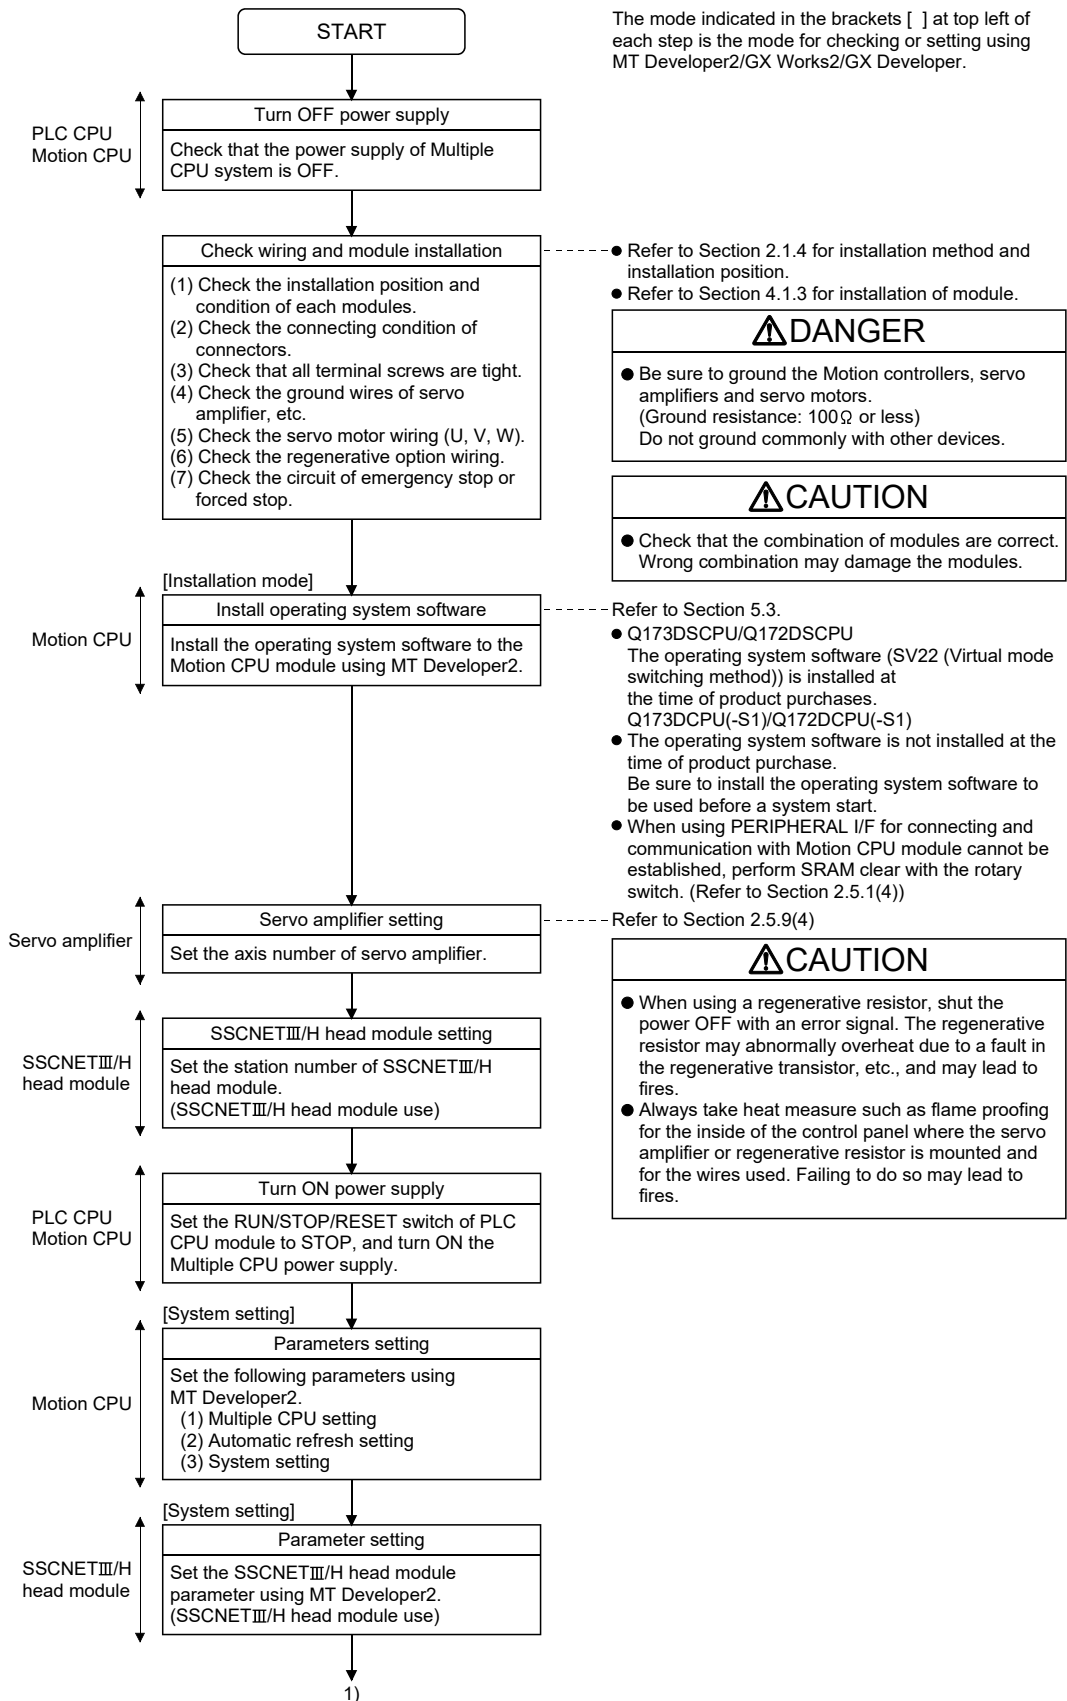 START
The mode indicated in the brackets [ ] at top left of
each step is the mode for checking or setting using
MT Developer2/GX Works2/GX Developer.
PLC CPU
Motion CPU
Turn OFF power supply
Check that the power supply of Multiple
CPU system is OFF.
Check wiring and module installation
(1) Check the installation position and
condition of each modules.
(2) Check the connecting condition of
connectors.
(3) Check that all terminal screws are tight.
(4) Check the ground wires of servo
amplifier, etc.
(5) Check the servo motor wiring (U, V, W).
(6) Check the regenerative option wiring.
(7) Check the circuit of emergency stop or
forced stop.
● Refer to Section 2.1.4 for installation method and
installation position.
● Refer to Section 4.1.3 for installation of module.
DANGER
● Be sure to ground the Motion controllers, servo
amplifiers and servo motors.
(Ground resistance: 100Ω or less)
Do not ground commonly with other devices.
CAUTION
● Check that the combination of modules are correct.
Wrong combination may damage the modules.
[Installation mode]
Motion CPU
Install operating system software
Install the operating system software to the
Motion CPU module using MT Developer2.
Refer to Section 5.3.
● Q173DSCPU/Q172DSCPU
The operating system software (SV22 (Virtual mode
switching method)) is installed at
the time of product purchases.
Q173DCPU(-S1)/Q172DCPU(-S1)
● The operating system software is not installed at the
time of product purchase.
Be sure to install the operating system software to
be used before a system start.
● When using PERIPHERAL I/F for connecting and
communication with Motion CPU module cannot be
established, perform SRAM clear with the rotary
switch. (Refer to Section 2.5.1(4))
Servo amplifier
Servo amplifier setting
Set the axis number of servo amplifier.
Refer to Section 2.5.9(4)
CAUTION
● When using a regenerative resistor, shut the
power OFF with an error signal. The regenerative
resistor may abnormally overheat due to a fault in
the regenerative transistor, etc., and may lead to
fires.
● Always take heat measure such as flame proofing
for the inside of the control panel where the servo
amplifier or regenerative resistor is mounted and
for the wires used. Failing to do so may lead to
fires.
SSCNETⅢ/H
head module
SSCNETⅢ/H head module setting
Set the station number of SSCNETⅢ/H
head module.
(SSCNETⅢ/H head module use)
PLC CPU
Motion CPU
Turn ON power supply
Set the RUN/STOP/RESET switch of PLC
CPU module to STOP, and turn ON the
Multiple CPU power supply.
[System setting]
Motion CPU
Parameters setting
Set the following parameters using
MT Developer2.
(1) Multiple CPU setting
(2) Automatic refresh setting
(3) System setting
[System setting]
SSCNETⅢ/H
head module
Parameter setting
Set the SSCNETⅢ/H head module
parameter using MT Developer2.
(SSCNETⅢ/H head module use)
1)